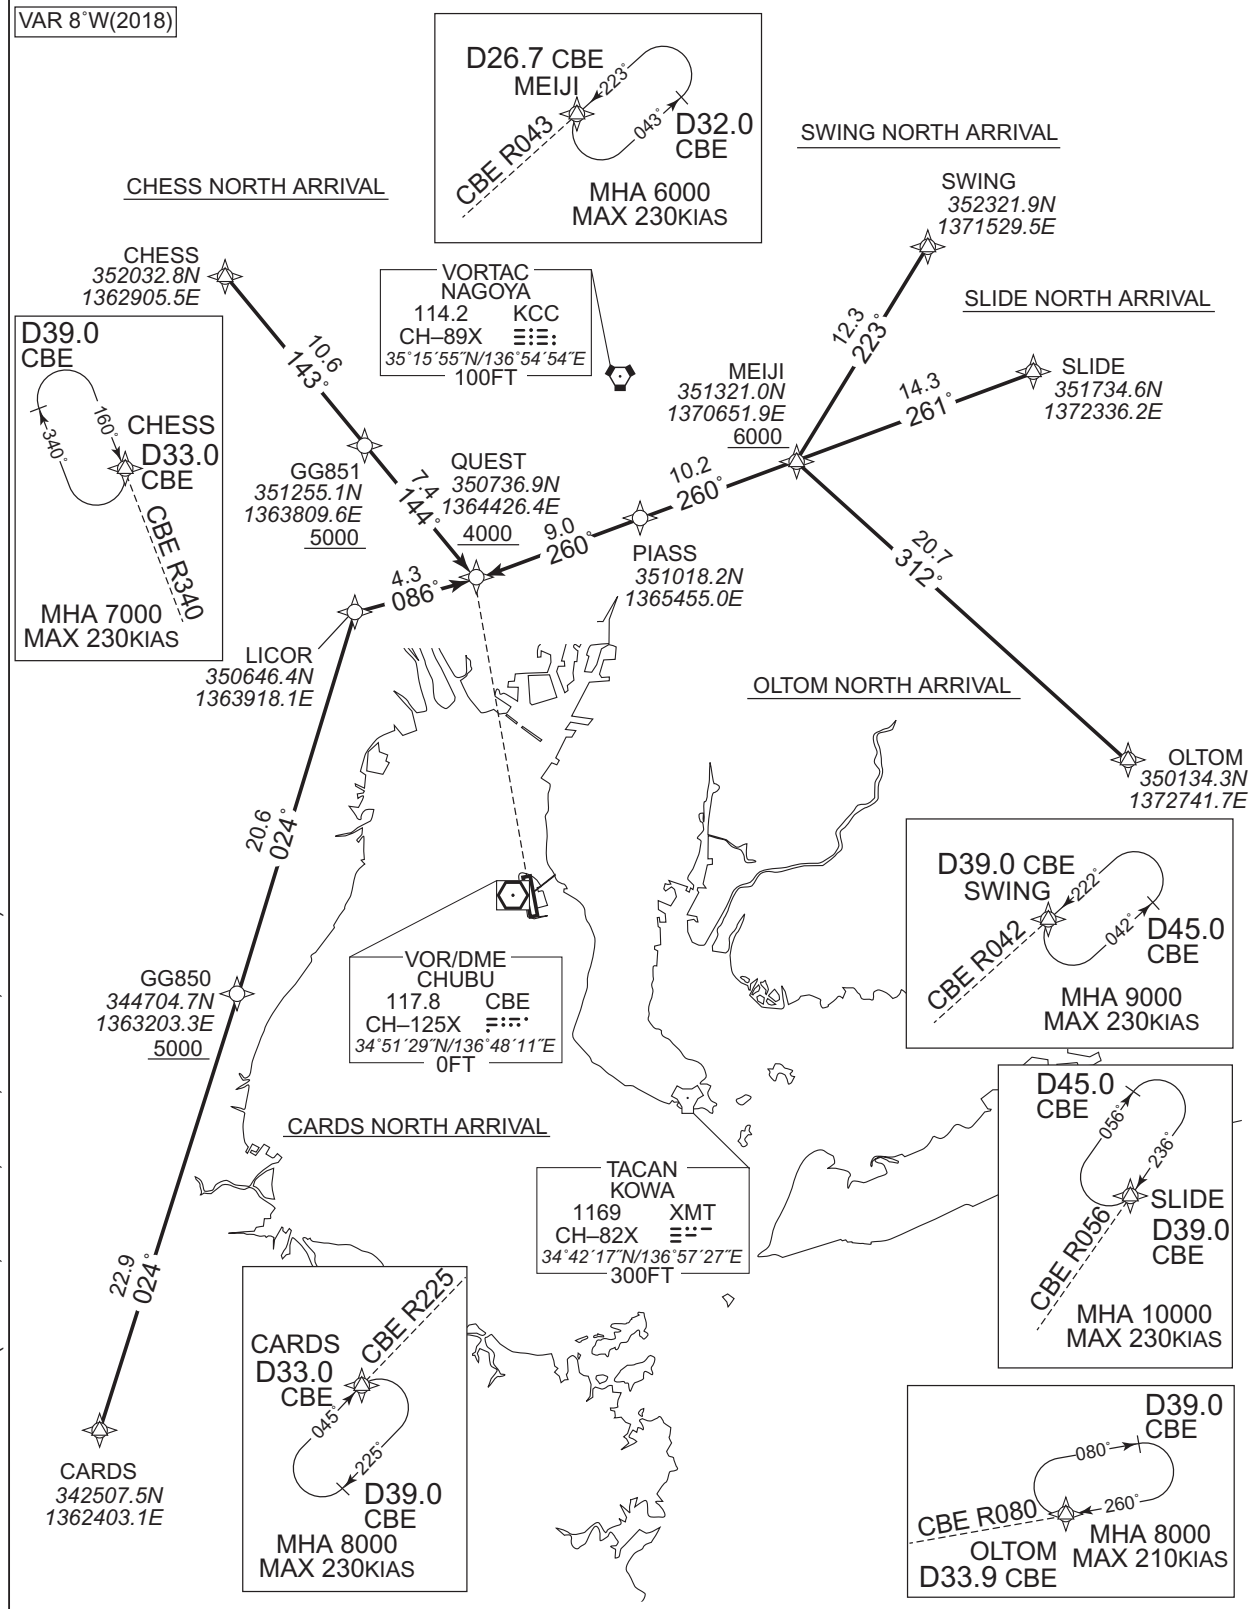 VAR 8°W(2018)
D26.7 CBE
MEIJI
223°
043°
D32.0
CBE
CBE R043
MHA 6000
MAX 230KIAS
SWING NORTH ARRIVAL
CHESS NORTH ARRIVAL
SWING
352321.9N
1371529.5E
CHESS
352032.8N
1362905.5E
VORTAC
NAGOYA
114.2 KCC
CH–89X
35°15′55″N/136°54′54″E
100FT
SLIDE NORTH ARRIVAL
12.3
223°
D39.0
CBE
160°
340°
CHESS
D33.0
CBE
CBE R340
MHA 7000
MAX 230KIAS
10.6
143°
MEIJI
351321.0N
1370651.9E
6000
14.3
261°
SLIDE
351734.6N
1372336.2E
GG851
351255.1N
1363809.6E
5000
7.4
144°
QUEST
350736.9N
1364426.4E
4000
10.2
260°
9.0
260°
PIASS
351018.2N
1365455.0E
20.7
312°
4.3
086°
LICOR
350646.4N
1363918.1E
OLTOM NORTH ARRIVAL
OLTOM
350134.3N
1372741.7E
20.6
024°
D39.0 CBE
SWING
222°
042°
D45.0
CBE
CBE R042
MHA 9000
MAX 230KIAS
GG850
344704.7N
1363203.3E
5000
VOR/DME
CHUBU
117.8 CBE
CH–125X
34°51′29″N/136°48′11″E
0FT
CARDS NORTH ARRIVAL
D45.0
CBE
056°
236°
SLIDE
D39.0
CBE
CBE R056
MHA 10000
MAX 230KIAS
TACAN
KOWA
1169 XMT
CH–82X
34°42′17″N/136°57′27″E
300FT
22.9
024°
CBE R225
CARDS
D33.0
CBE
045°
225°
D39.0
CBE
MHA 8000
MAX 230KIAS
CARDS
342507.5N
1362403.1E
D39.0
CBE
080°
260°
CBE R080
OLTOM
D33.9 CBE
MHA 8000
MAX 210KIAS